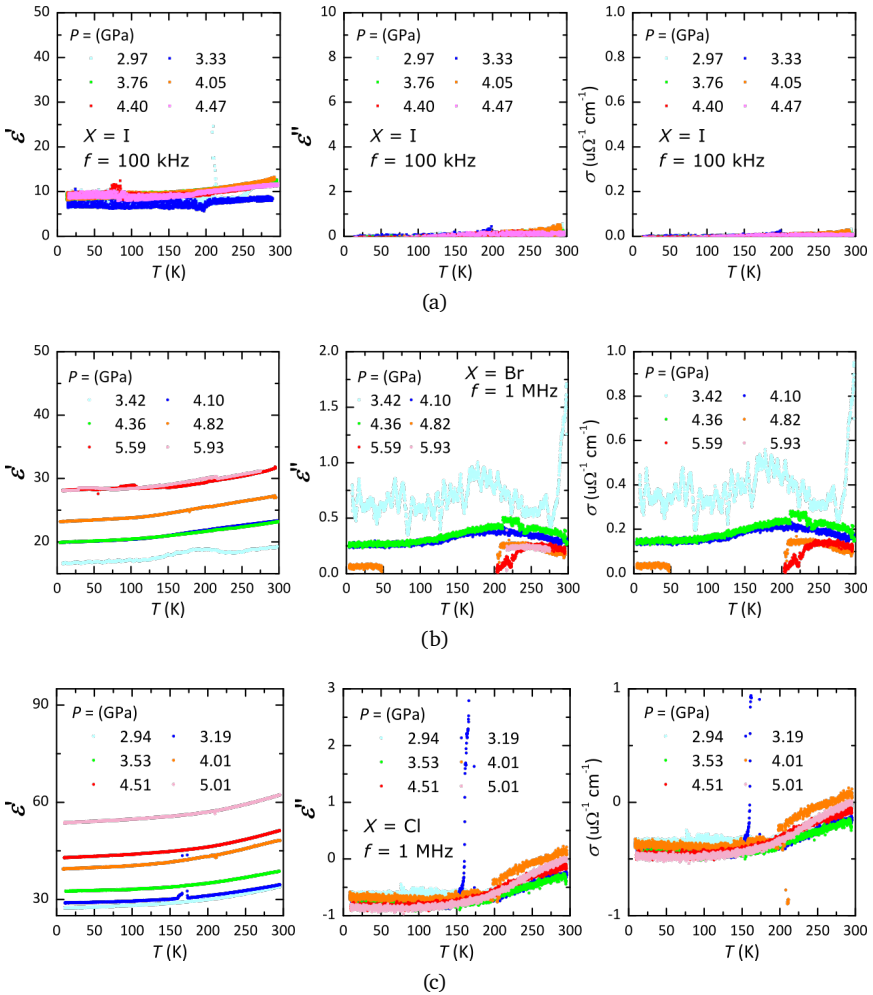 50
40
30
20
10
0
ε'
P = (GPa)
2.97 3.33
3.76 4.05
4.40 4.47
X = I
f = 100 kHz
0 50 100 150 200 250 300
T (K)
10
8
6
4
2
0
ε"
P = (GPa)
2.97 3.33
3.76 4.05
4.40 4.47
X = I
f = 100 kHz
0 50 100 150 200 250 300
T (K)
1.0
0.8
0.6
0.4
0.2
0.0
σ (uΩ⁻¹ cm⁻¹)
P = (GPa)
2.97 3.33
3.76 4.05
4.40 4.47
X = I
f = 100 kHz
0 50 100 150 200 250 300
T (K)
(a)
50
40
30
20
ε'
P = (GPa)
3.42 4.10
4.36 4.82
5.59 5.93
0 50 100 150 200 250 300
T (K)
2.0
1.5
1.0
0.5
0.0
ε"
X = Br
f = 1 MHz
P = (GPa)
3.42 4.10
4.36 4.82
5.59 5.93
0 50 100 150 200 250 300
T (K)
1.0
0.8
0.6
0.4
0.2
0.0
σ (uΩ⁻¹ cm⁻¹)
P = (GPa)
3.42 4.10
4.36 4.82
5.59 5.93
0 50 100 150 200 250 300
T (K)
(b)
90
60
30
ε'
P = (GPa)
2.94 3.19
3.53 4.01
4.51 5.01
0 50 100 150 200 250 300
T (K)
3
2
1
0
-1
ε"
P = (GPa)
2.94 3.19
3.53 4.01
4.51 5.01
X = Cl
f = 1 MHz
0 50 100 150 200 250 300
T (K)
1
0
-1
σ (uΩ⁻¹ cm⁻¹)
P = (GPa)
2.94 3.19
3.53 4.01
4.51 5.01
0 50 100 150 200 250 300
T (K)
(c)